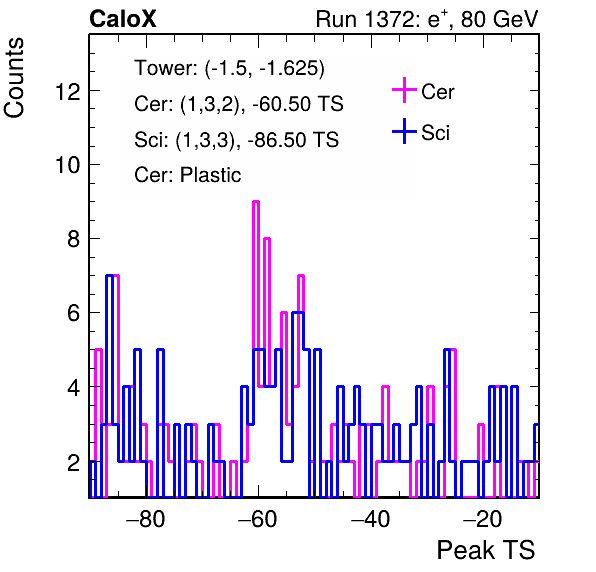 CaloX Run 1372: e⁺, 80 GeV
Counts
Tower: (-1.5, -1.625)
Cer: (1,3,2), -60.50 TS
Sci: (1,3,3), -86.50 TS
Cer: Plastic
Cer
Sci
12
10
8
6
4
2
−80 −60 −40 −20
Peak TS